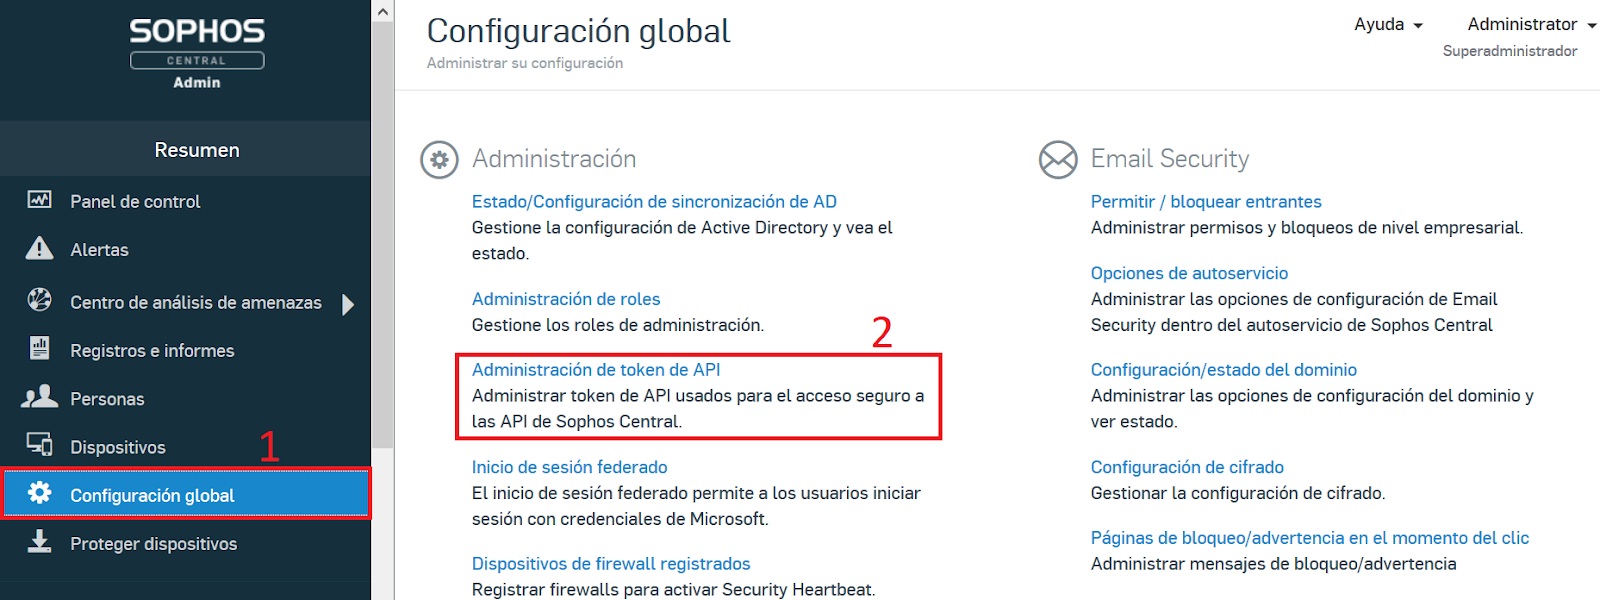 SOPHOS
CENTRAL
Admin
Resumen
Panel de control
Alertas
Centro de análisis de amenazas
Registros e informes
Personas
Dispositivos
1
Configuración global
Proteger dispositivos
Configuración global
Administrar su configuración
Ayuda
Administrator
Superadministrador
Administración
Estado/Configuración de sincronización de AD
Gestione la configuración de Active Directory y vea el
estado.
Administración de roles
Gestione los roles de administración.
2
Administración de token de API
Administrar token de API usados para el acceso seguro a
las API de Sophos Central.
Inicio de sesión federado
El inicio de sesión federado permite a los usuarios iniciar
sesión con credenciales de Microsoft.
Dispositivos de firewall registrados
Registrar firewalls para activar Security Heartbeat.
Email Security
Permitir / bloquear entrantes
Administrar permisos y bloqueos de nivel empresarial.
Opciones de autoservicio
Administrar las opciones de configuración de Email
Security dentro del autoservicio de Sophos Central
Configuración/estado del dominio
Administrar las opciones de configuración del dominio y
ver estado.
Configuración de cifrado
Gestionar la configuración de cifrado.
Páginas de bloqueo/advertencia en el momento del clic
Administrar mensajes de bloqueo/advertencia